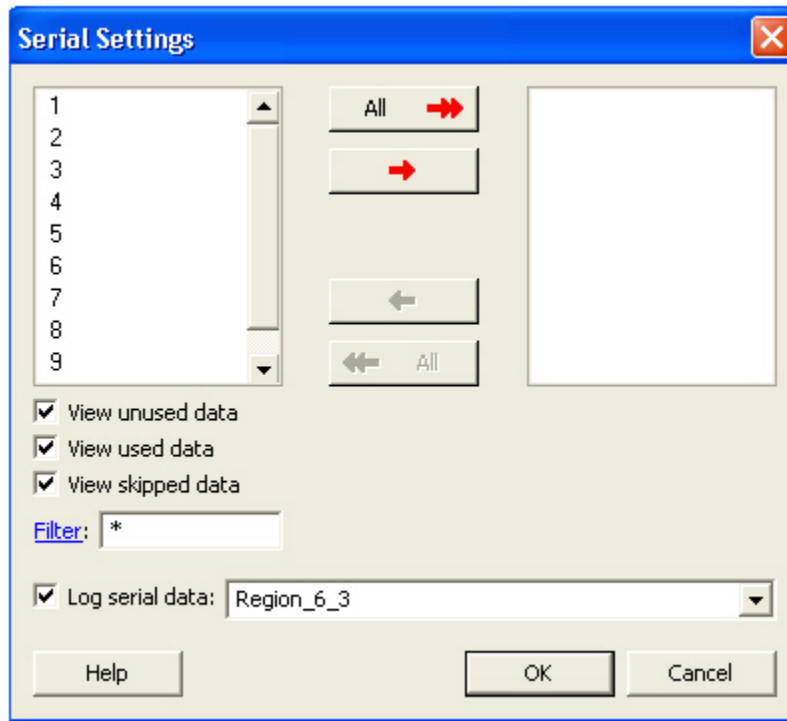 Serial Settings
1
2
3
4
5
6
7
8
9
All
All
View unused data
View used data
View skipped data
Filter: *
Log serial data: Region_6_3
Help OK Cancel